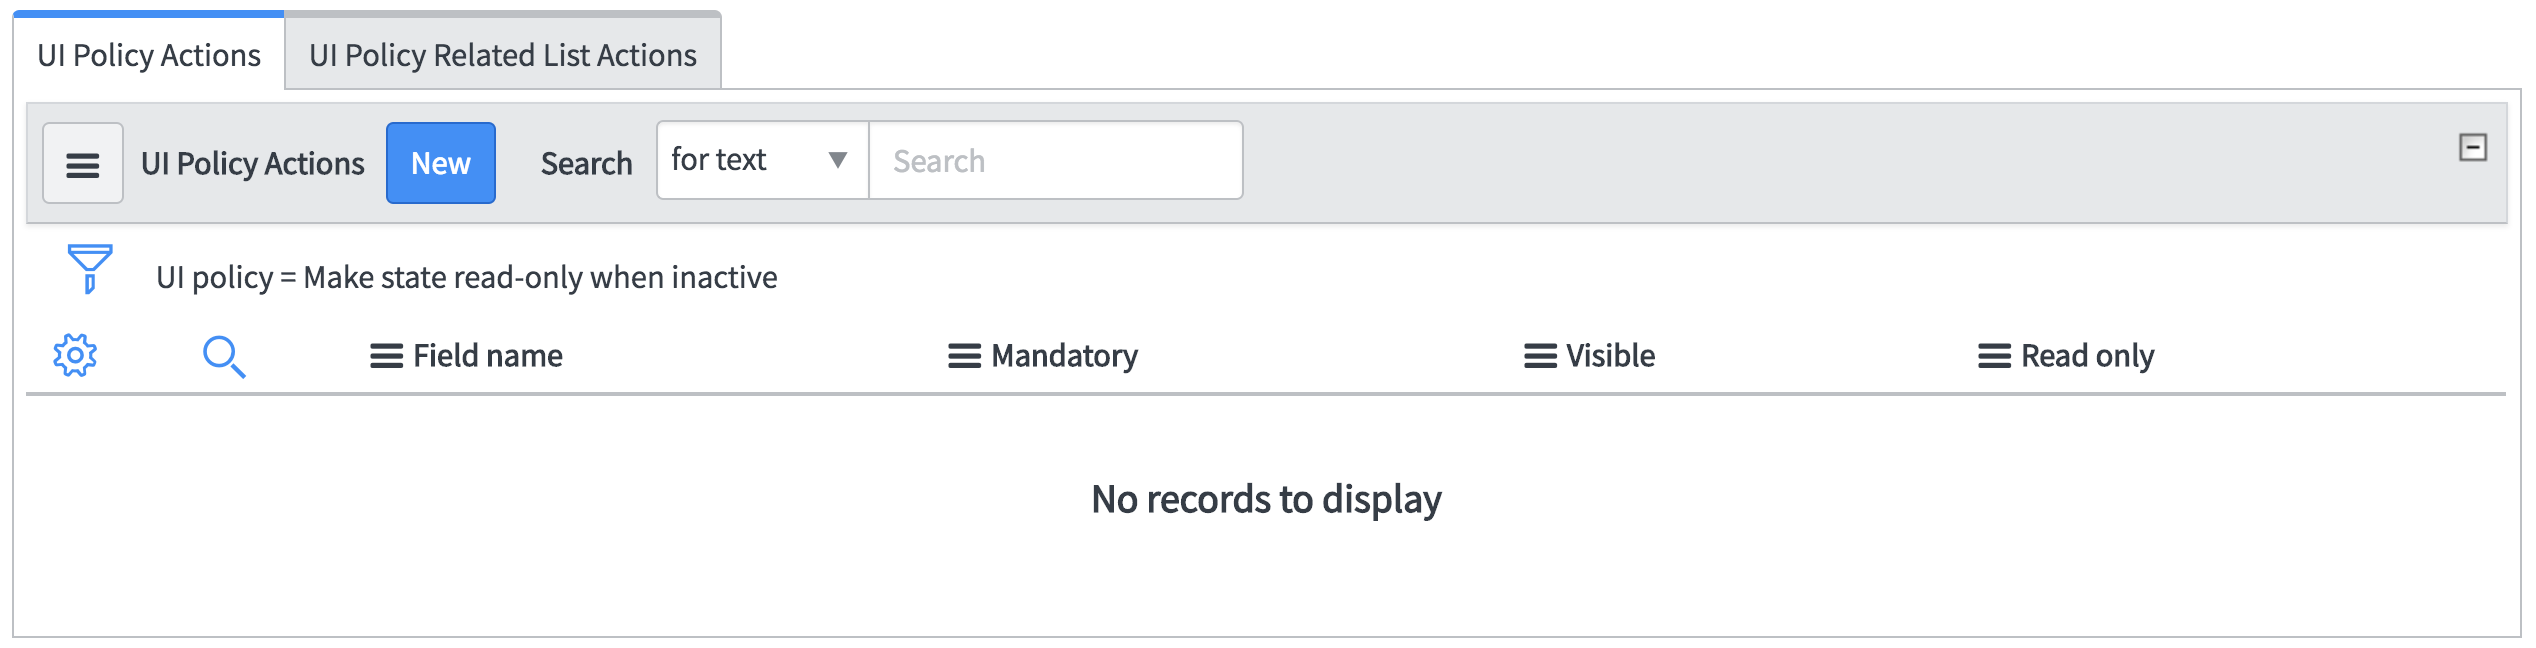 UI Policy Actions UI Policy Related List Actions
UI Policy Actions New Search for text Search
UI policy = Make state read-only when inactive
Field name Mandatory Visible Read only
No records to display